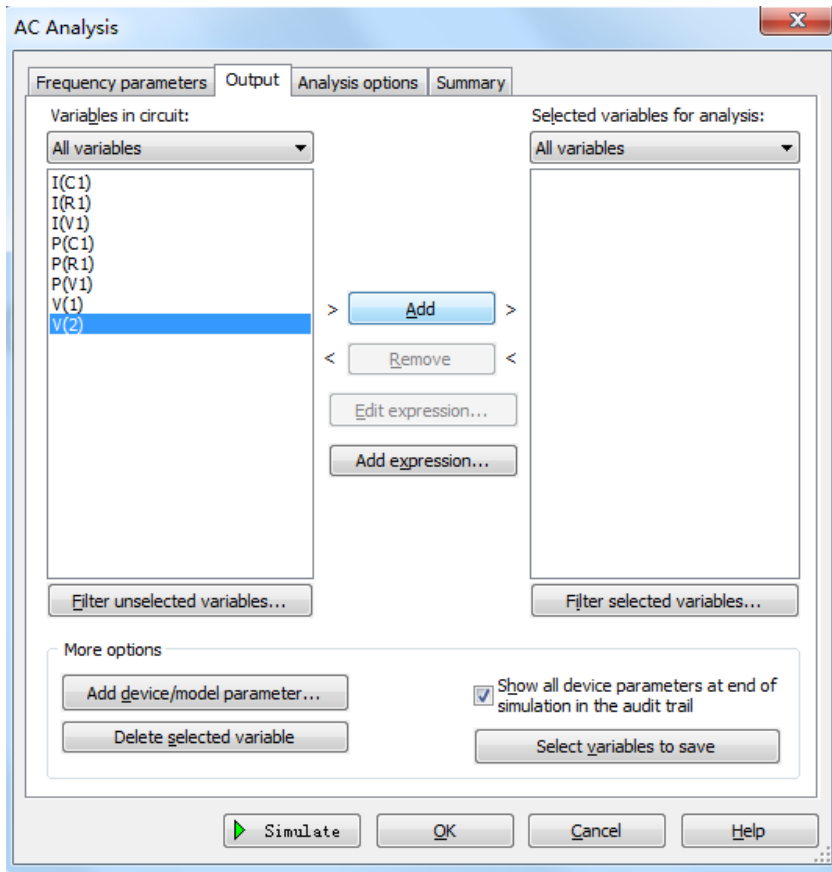 AC Analysis
X
Frequency parameters Output Analysis options Summary
Variables in circuit: Selected variables for analysis:
All variables All variables
I(C1)
I(R1)
I(V1)
P(C1)
P(R1)
P(V1)
V(1)
V(2)
> Add >
< Remove <
Edit expression...
Add expression...
Filter unselected variables... Filter selected variables...
More options
Add device/model parameter...
Show all device parameters at end of
simulation in the audit trail
Delete selected variable
Select variables to save
Simulate OK Cancel Help